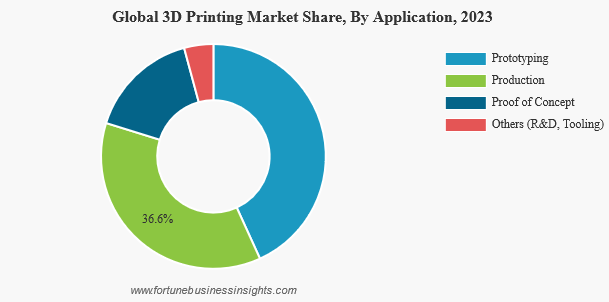 Global 3D Printing Market Share, By Application, 2023
Prototyping
Production
Proof of Concept
Others (R&D, Tooling)
36.6%
www.fortunebusinessinsights.com